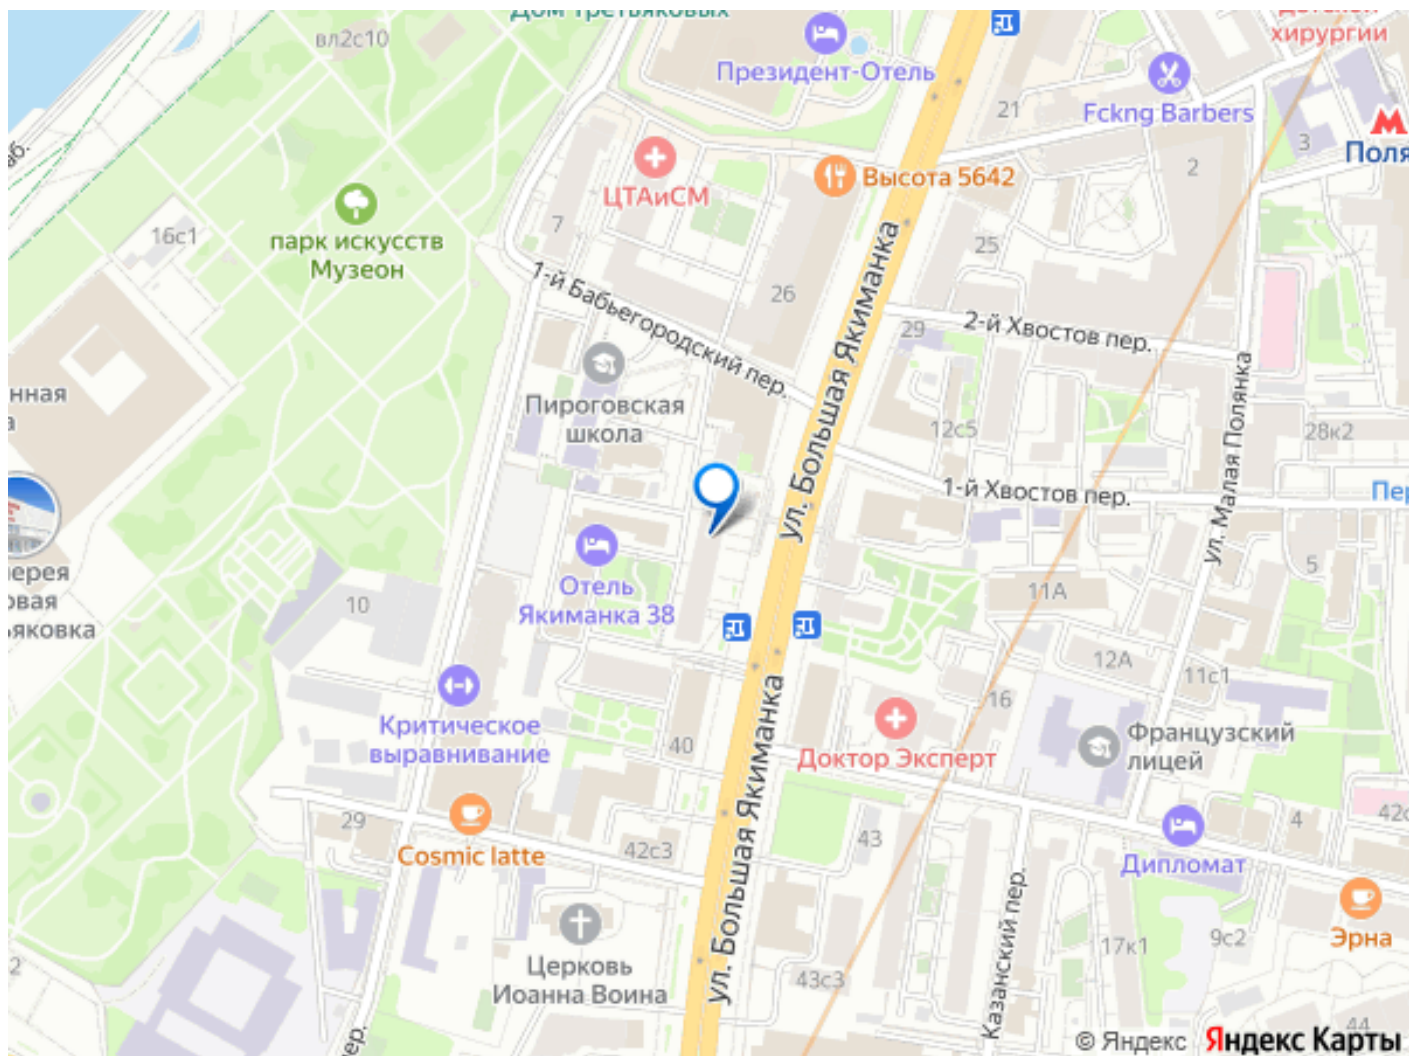 Дом Третьяковых
вл2с10
Президент-Отель
хирургии
21
Fckng Barbers
3
ЦТАиСМ
Высота 5642
2
16с1
7
парк искусств
Музеон
25
1-й Бабьегородский пер.
26
ул. Большая Якиманка
2-й Хвостов пер.
29
Пироговская
школа
12с5
28к2
ул. Малая Полянка
1-й Хвостов пер.
ул. Большая Якиманка
5
Отель
Якиманка 38
10
11А
12А
11с1
16
Критическое
выравнивание
40
Доктор Эксперт
Французский
лицей
29
Cosmic latte
42с3
43
Дипломат
4
Эрна
Церковь
Иоанна Воина
Казанский пер.
17к1
9с2
43с3
пер.
44
© Яндекс Яндекс Карты